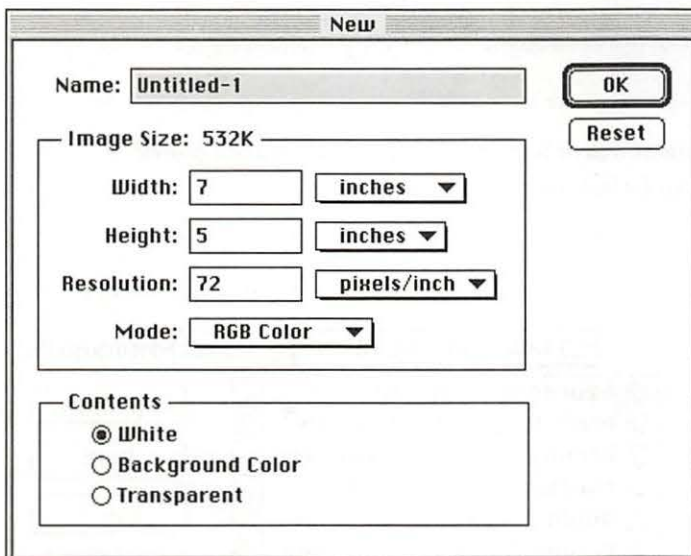 New
Name: Untitled-1
OK
Reset
Image Size: 532K
Width: 7 inches
Height: 5 inches
Resolution: 72 pixels/inch
Mode: RGB Color
Contents
White
Background Color
Transparent